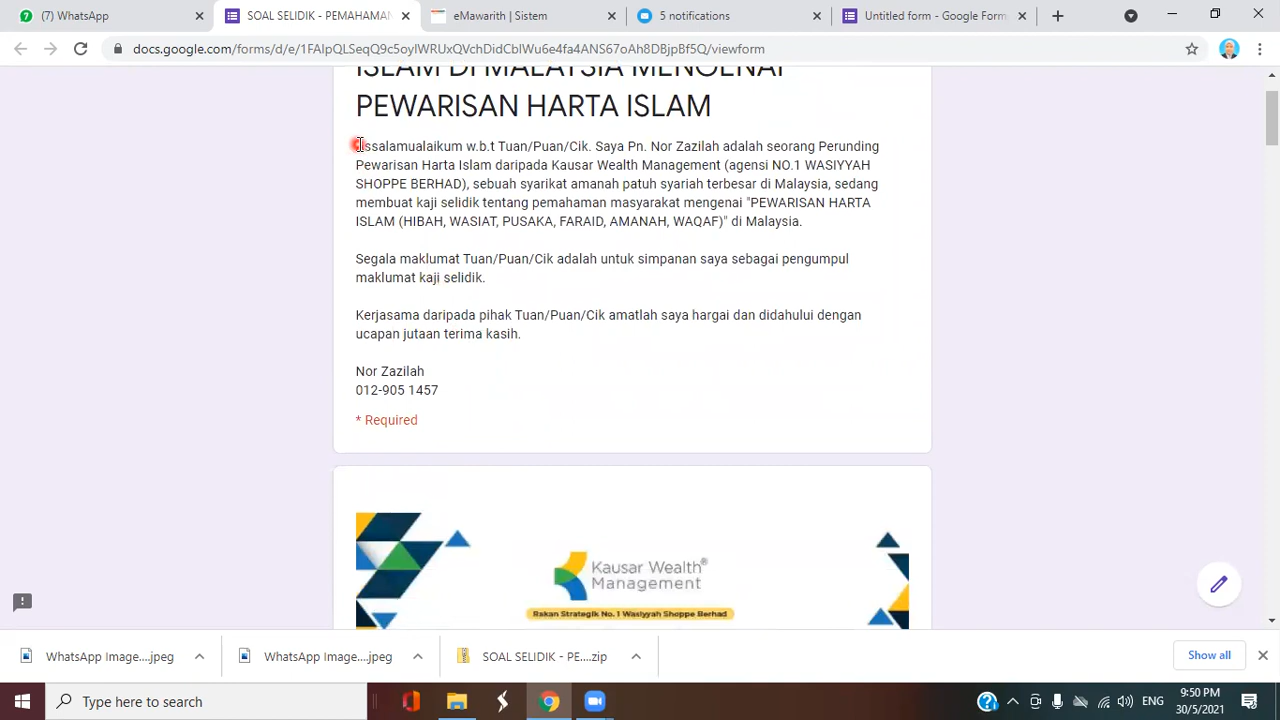 (7) WhatsApp
SOAL SELIDIK - PEMAHAMAN
eMawarith | Sistem
5 notifications
Untitled form - Google Form
docs.google.com/forms/d/e/1FAIpQLSeqQ9c5oyIWRUxQVchDidCbIWu6e4fa4ANS67oAh8DBjpBf5Q/viewform
ISLAM DI MALAYSIA MENGENAI
PEWARISAN HARTA ISLAM
Assalamualaikum w.b.t Tuan/Puan/Cik. Saya Pn. Nor Zazilah adalah seorang Perunding
Pewarisan Harta Islam daripada Kausar Wealth Management (agensi NO.1 WASIYYAH
SHOPPE BERHAD), sebuah syarikat amanah patuh syariah terbesar di Malaysia, sedang
membuat kaji selidik tentang pemahaman masyarakat mengenai "PEWARISAN HARTA
ISLAM (HIBAH, WASIAT, PUSAKA, FARAID, AMANAH, WAQAF)" di Malaysia.
Segala maklumat Tuan/Puan/Cik adalah untuk simpanan saya sebagai pengumpul
maklumat kaji selidik.
Kerjasama daripada pihak Tuan/Puan/Cik amatlah saya hargai dan didahului dengan
ucapan jutaan terima kasih.
Nor Zazilah
012-905 1457
* Required
Kausar Wealth®
Management
Rakan Strategik No. 1 Wasiyyah Shoppe Berhad
WhatsApp Image....jpeg
WhatsApp Image....jpeg
SOAL SELIDIK - PE....zip
Show all
Type here to search
ENG
9:50 PM
30/5/2021